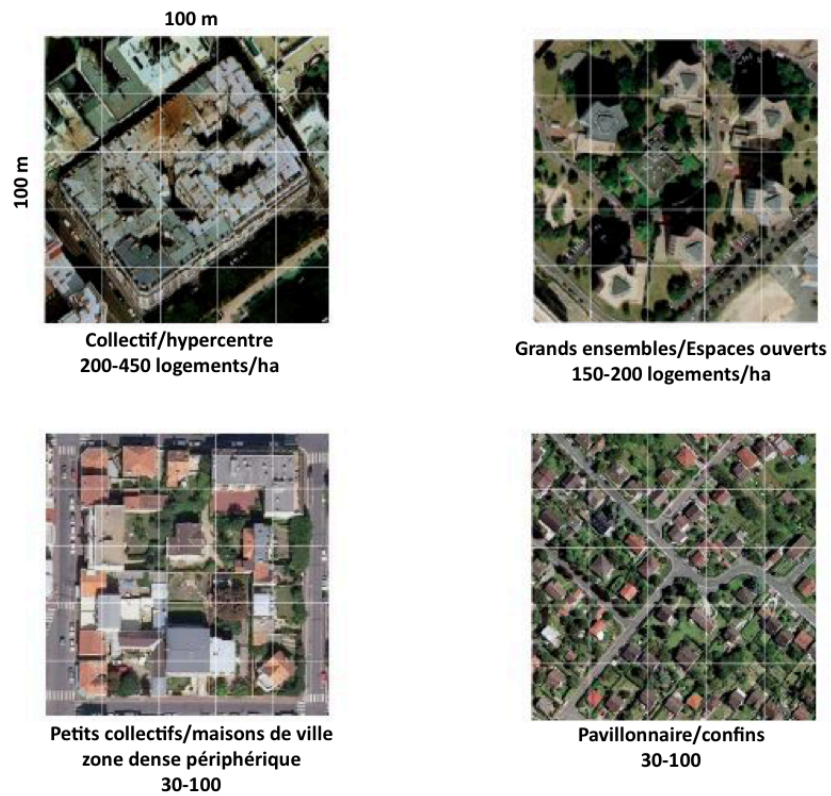 100 m
100 m
Collectif/hypercentre
200-450 logements/ha
Grands ensembles/Espaces ouverts
150-200 logements/ha
Petits collectifs/maisons de ville
zone dense périphérique
30-100
Pavillonnaire/confins
30-100